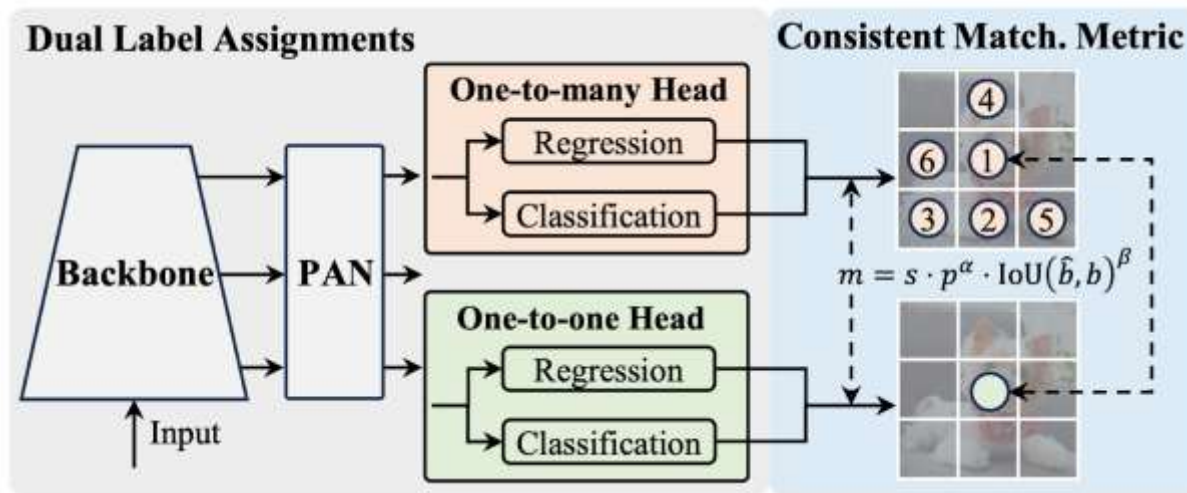 Dual Label Assignments
Consistent Match. Metric
One-to-many Head
Regression
Classification
Backbone
PAN
Input
One-to-one Head
Regression
Classification
4
6 1
3 2 5
m = s · p^α · IoU(b̂, b)^β